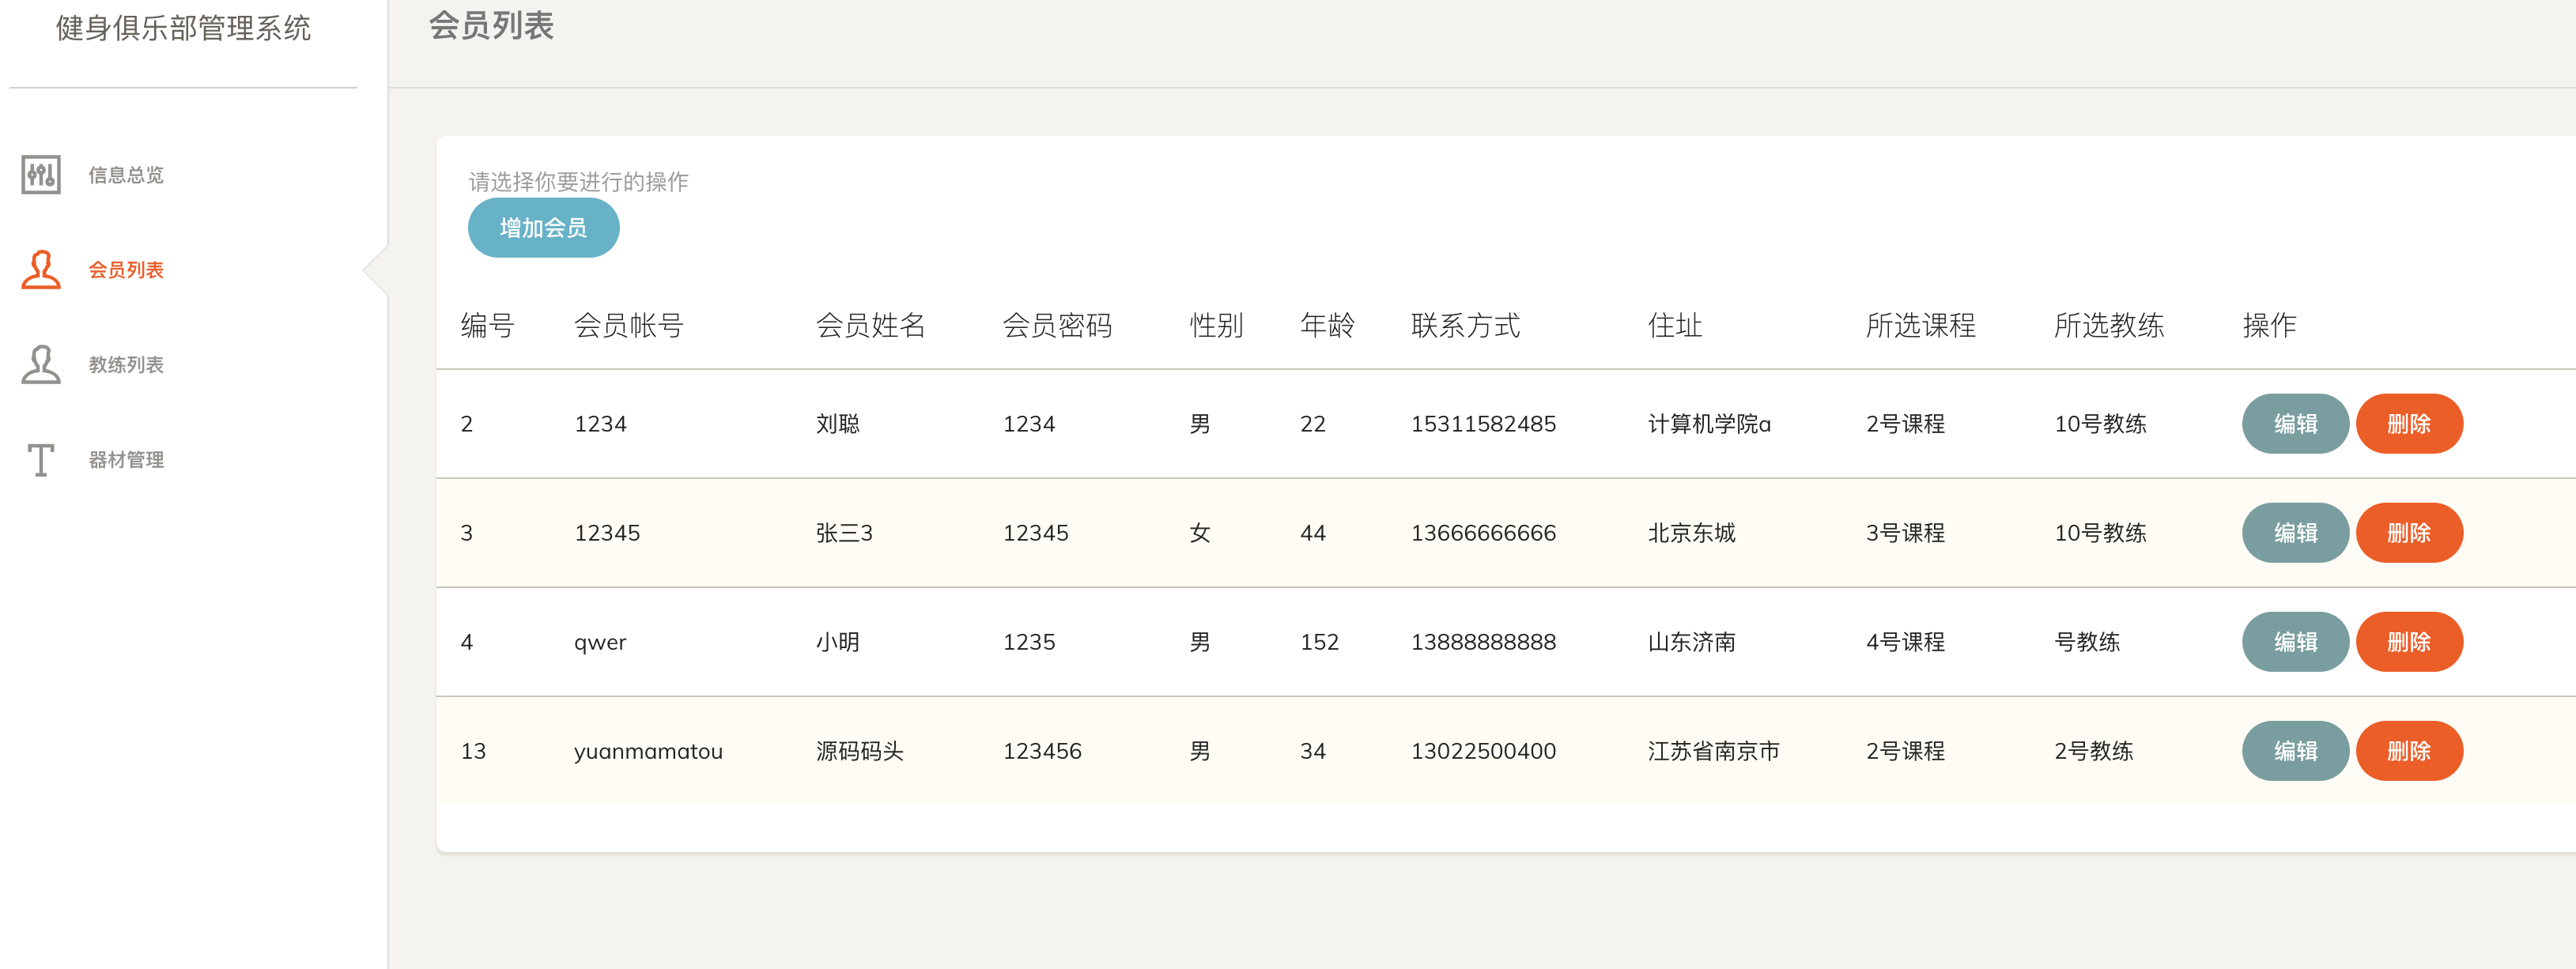 健身俱乐部管理系统
信息总览
会员列表
教练列表
器材管理
会员列表
请选择你要进行的操作
增加会员
编号 会员帐号 会员姓名 会员密码 性别 年龄 联系方式 住址 所选课程 所选教练 操作
2 1234 刘聪 1234 男 22 15311582485 计算机学院a 2号课程 10号教练 编辑 删除
3 12345 张三3 12345 女 44 13666666666 北京东城 3号课程 10号教练 编辑 删除
4 qwer 小明 1235 男 152 13888888888 山东济南 4号课程 号教练 编辑 删除
13 yuanmamatou 源码码头 123456 男 34 13022500400 江苏省南京市 2号课程 2号教练 编辑 删除